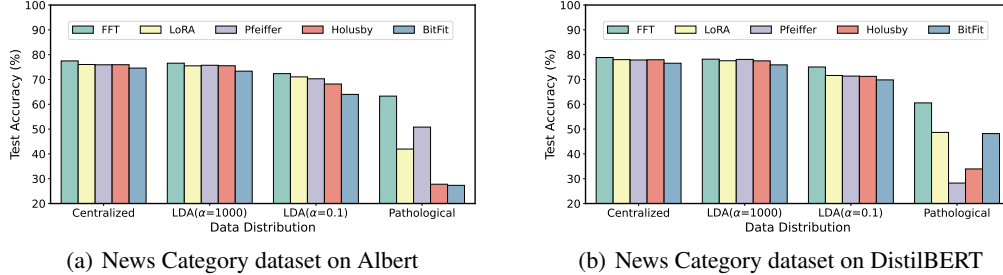 100
90
80
70
60
50
40
30
20
Test Accuracy (%)
FFT LoRA Pfeiffer Holusby BitFit
Centralized LDA(α=1000) LDA(α=0.1) Pathological
Data Distribution
(a) News Category dataset on Albert
100
90
80
70
60
50
40
30
20
Test Accuracy (%)
FFT LoRA Pfeiffer Holusby BitFit
Centralized LDA(α=1000) LDA(α=0.1) Pathological
Data Distribution
(b) News Category dataset on DistilBERT